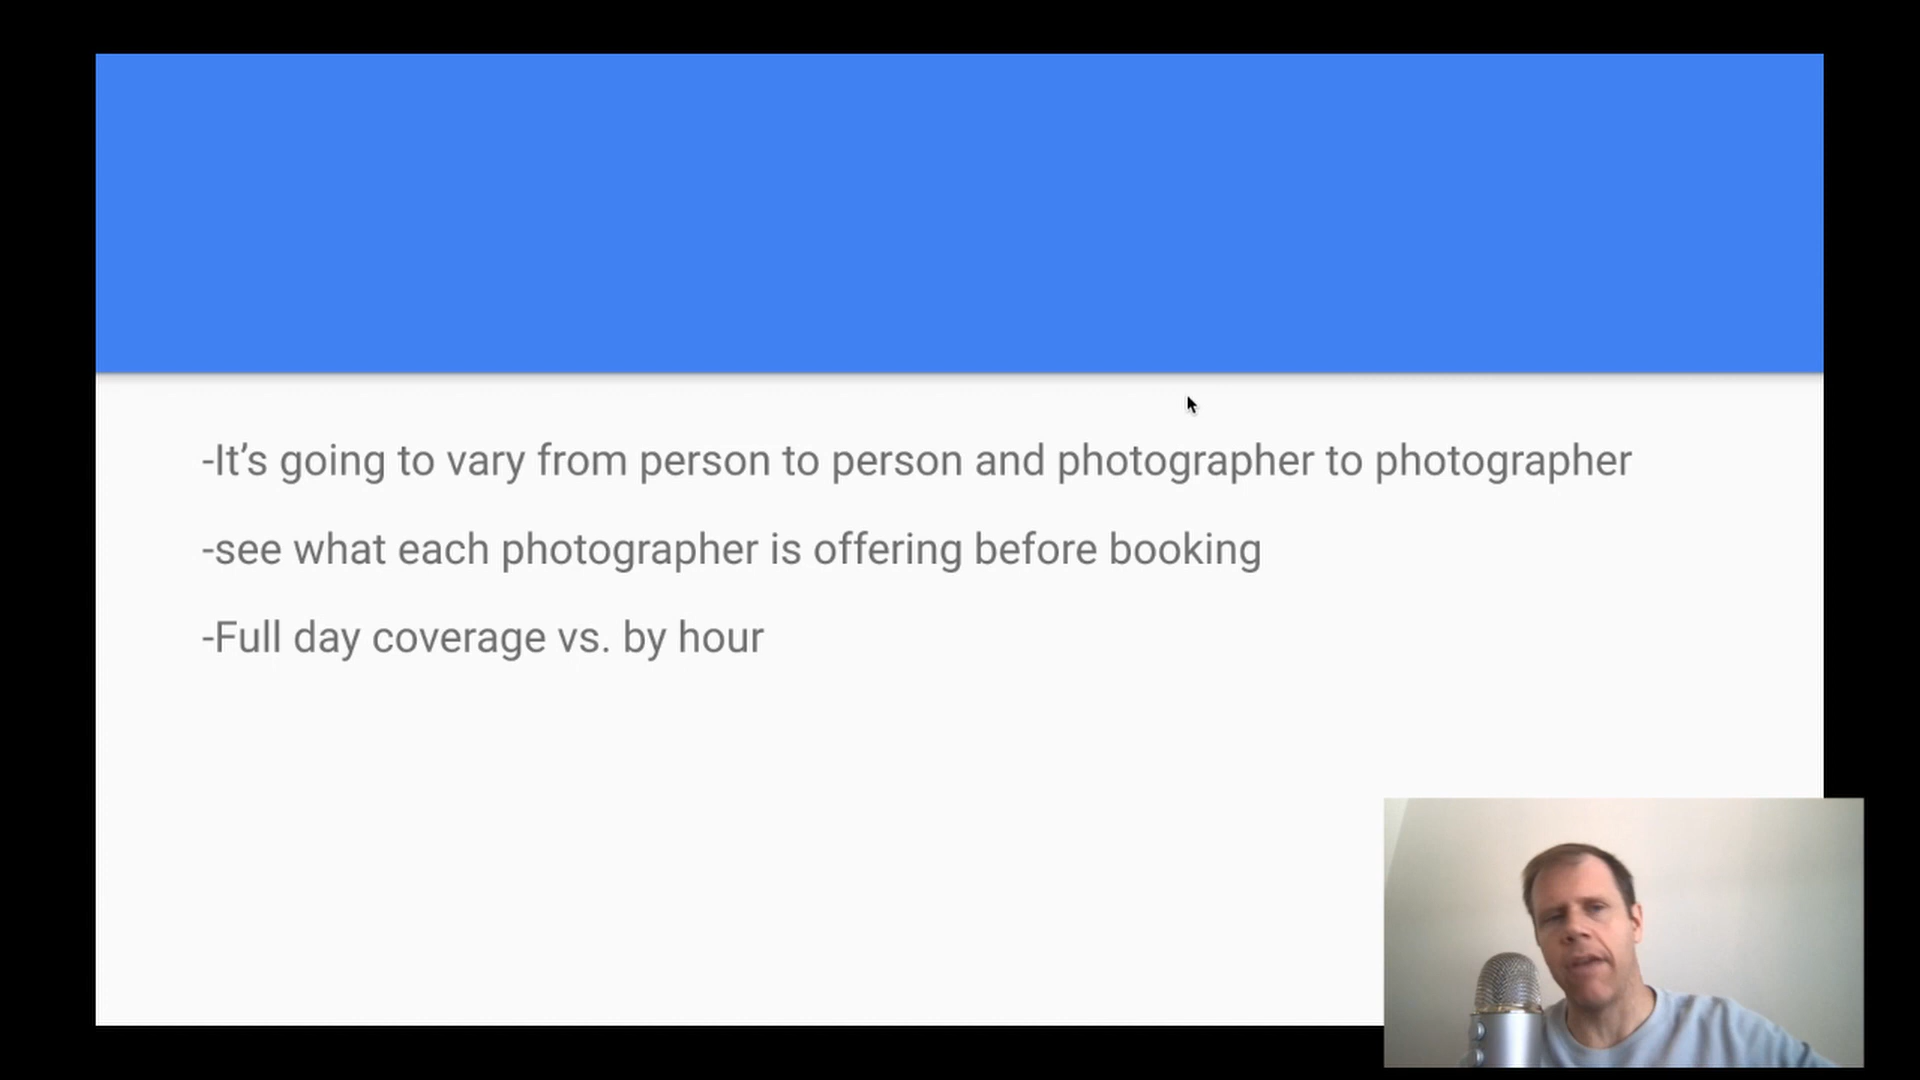 -It’s going to vary from person to person and photographer to photographer
-see what each photographer is offering before booking
-Full day coverage vs. by hour